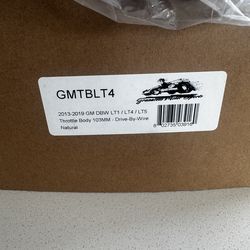 GMTBLT4
2013-2019 GM DBW LT1 / LT4 / LT5
Throttle Body 103MM - Drive-By-Wire
Natural